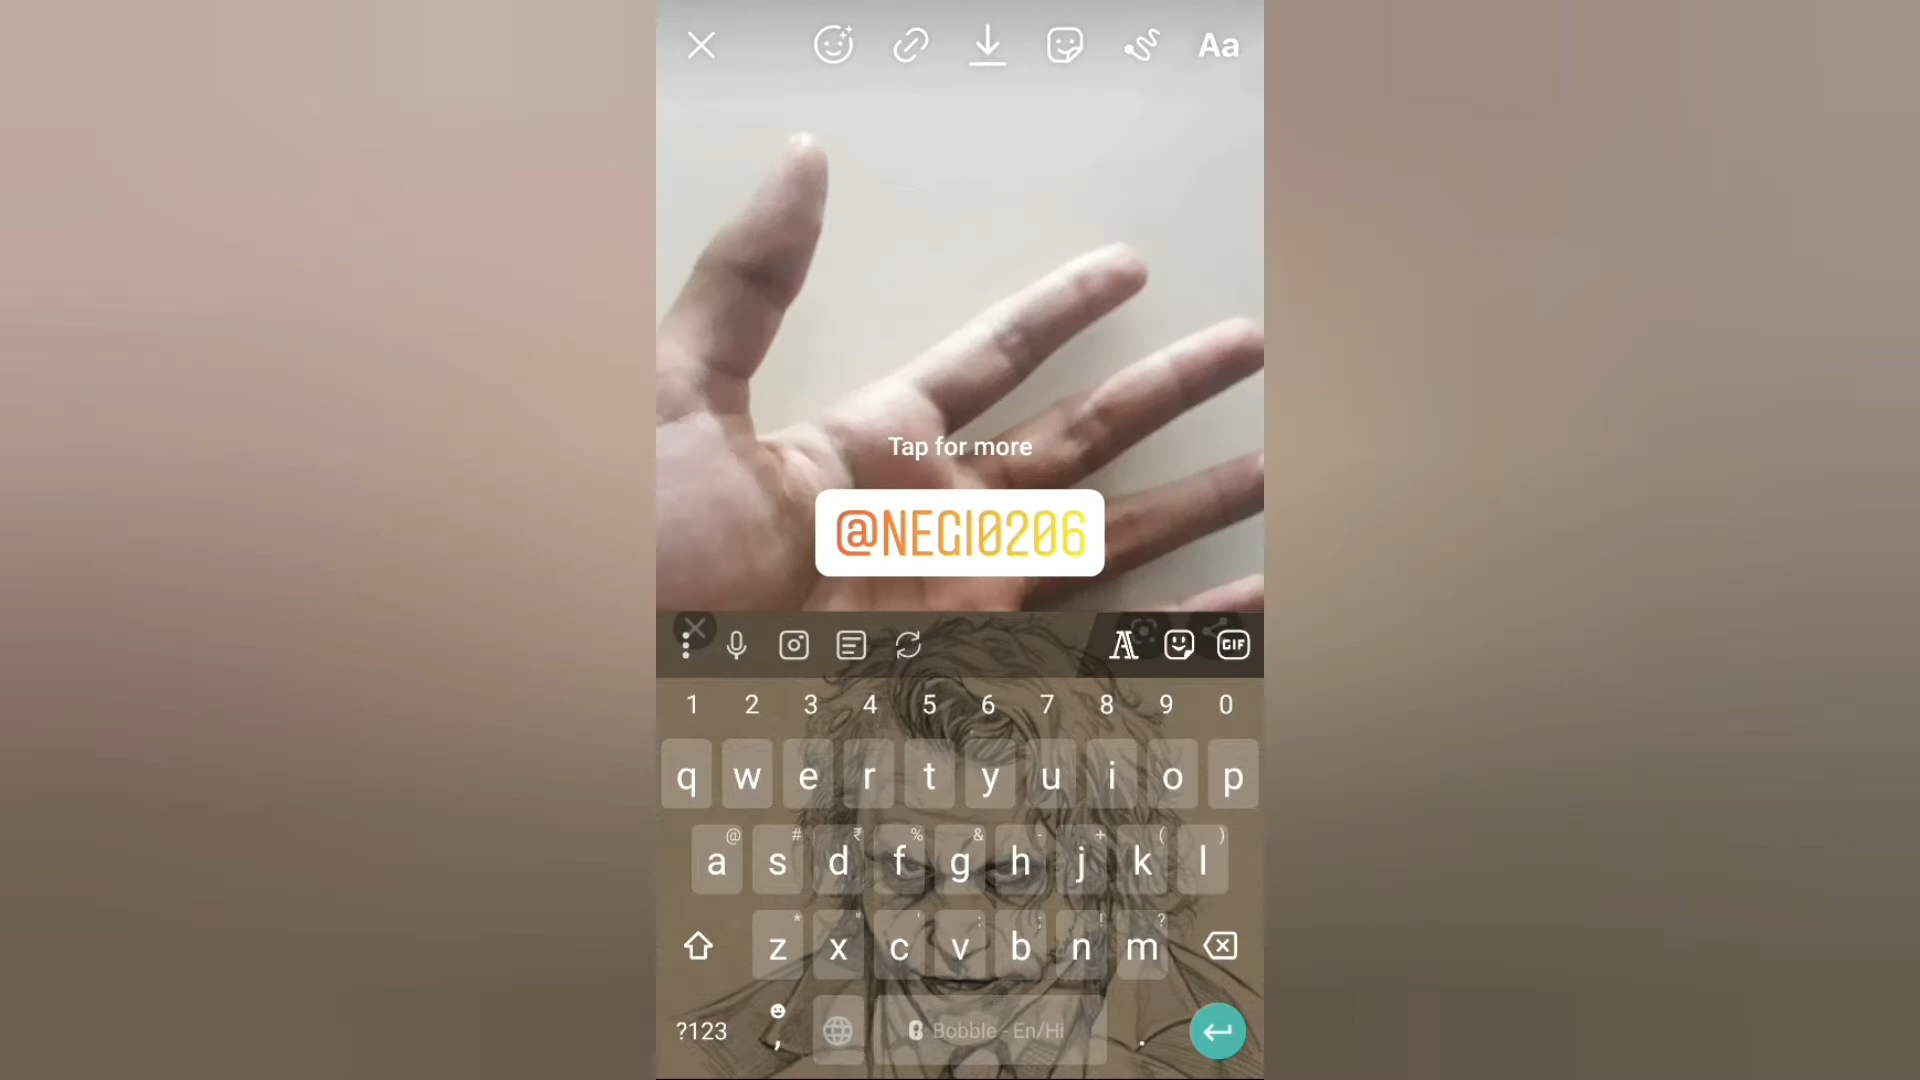 Aa
Tap for more
@NEGI0206
A GIF
1 2 3 4 5 6 7 8 9 0
q w e r t y u i o p
@ # ₹ % & - + ( )
a s d f g h j k l
* " ' : ; ! ?
z x c v b n m
?123 , Bobble - En/Hi .